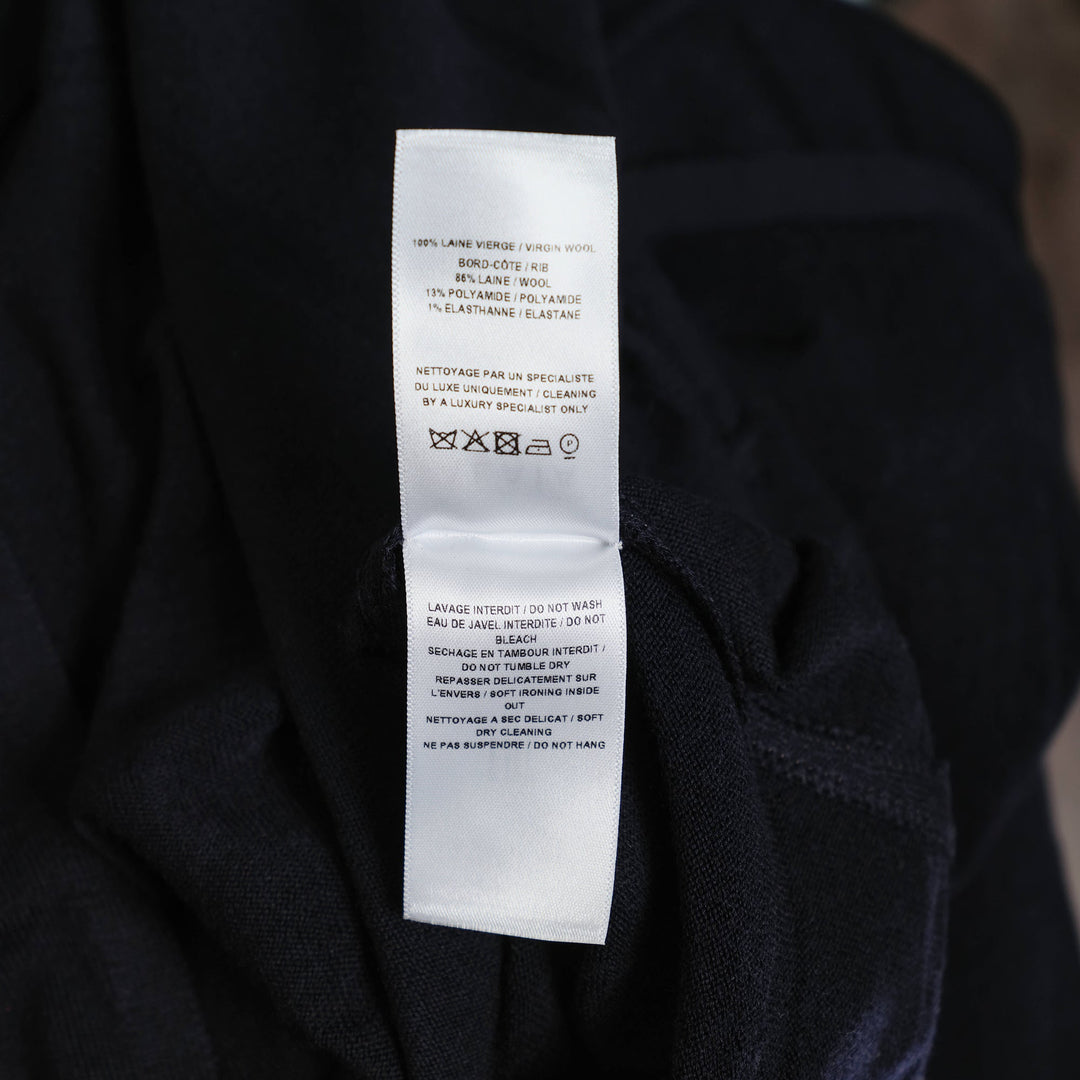 100% LAINE VIERGE / VIRGIN WOOL
BORD-CÔTE / RIB
86% LAINE / WOOL
13% POLYAMIDE / POLYAMIDE
1% ELASTHANNE / ELASTANE
NETTOYAGE PAR UN SPECIALISTE
DU LUXE UNIQUEMENT / CLEANING
BY A LUXURY SPECIALIST ONLY
P
LAVAGE INTERDIT / DO NOT WASH
EAU DE JAVEL INTERDITE / DO NOT
BLEACH
SECHAGE EN TAMBOUR INTERDIT /
DO NOT TUMBLE DRY
REPASSER DELICATEMENT SUR
L'ENVERS / SOFT IRONING INSIDE
OUT
NETTOYAGE A SEC DELICAT / SOFT
DRY CLEANING
NE PAS SUSPENDRE / DO NOT HANG